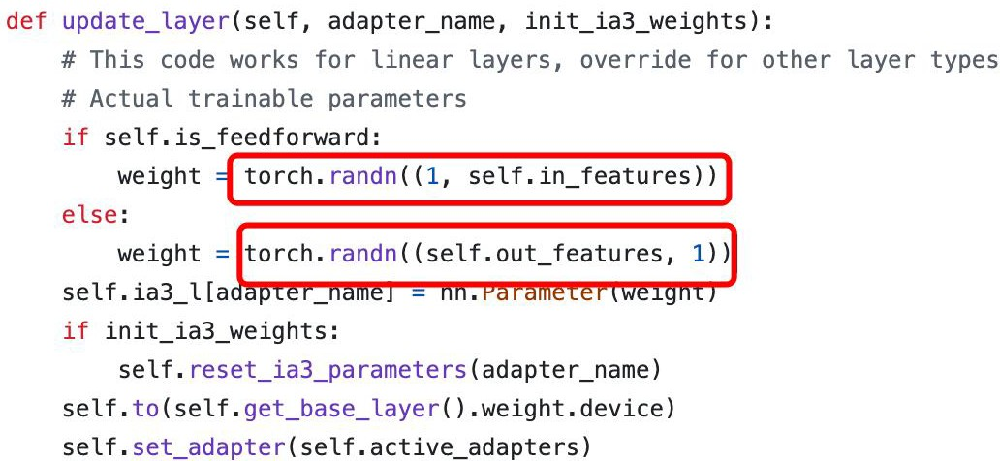 def update_layer(self, adapter_name, init_ia3_weights):
    # This code works for linear layers, override for other layer types
    # Actual trainable parameters
    if self.is_feedforward:
        weight = torch.randn((1, self.in_features))
    else:
        weight = torch.randn((self.out_features, 1))
    self.ia3_l[adapter_name] = nn.Parameter(weight)
    if init_ia3_weights:
        self.reset_ia3_parameters(adapter_name)
    self.to(self.get_base_layer().weight.device)
    self.set_adapter(self.active_adapters)